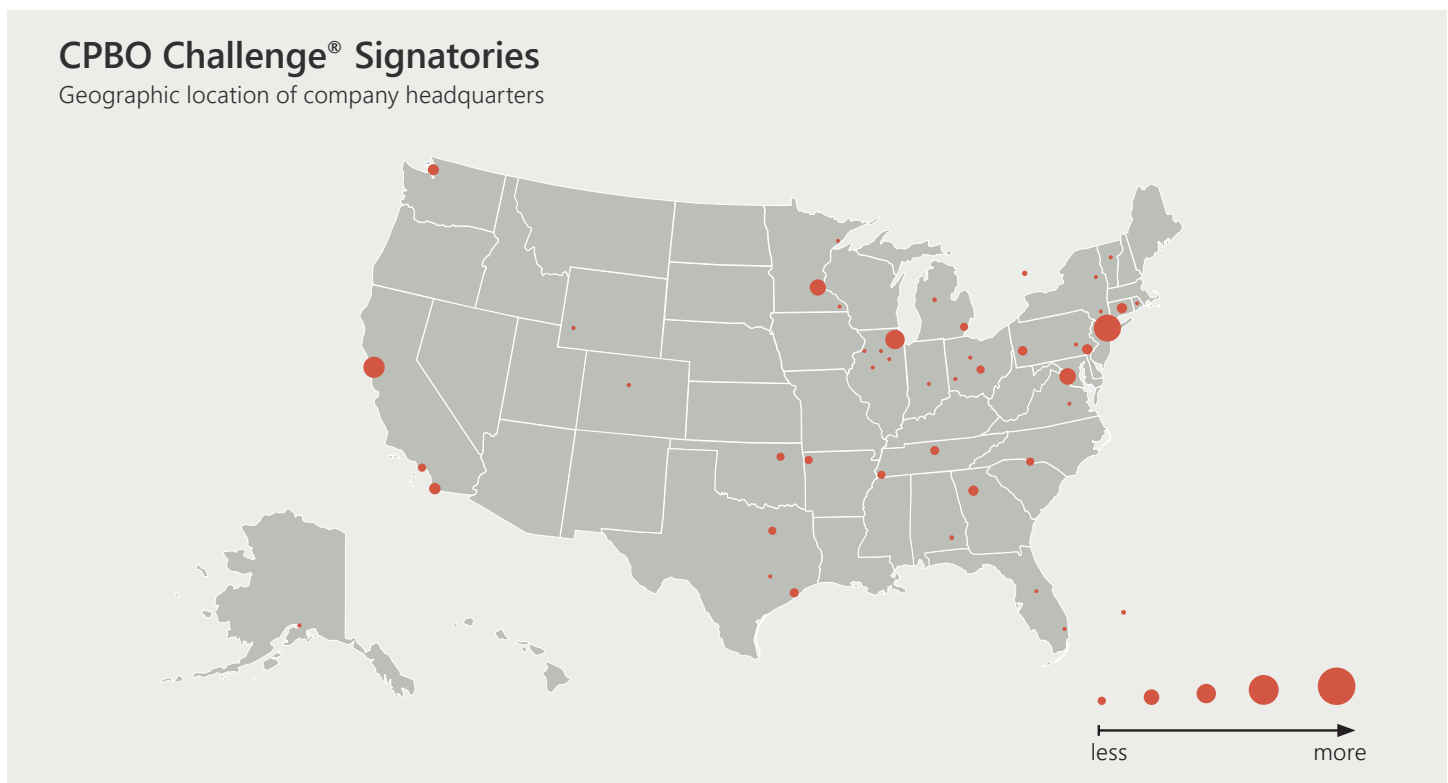 CPBO Challenge® Signatories
Geographic location of company headquarters
less more